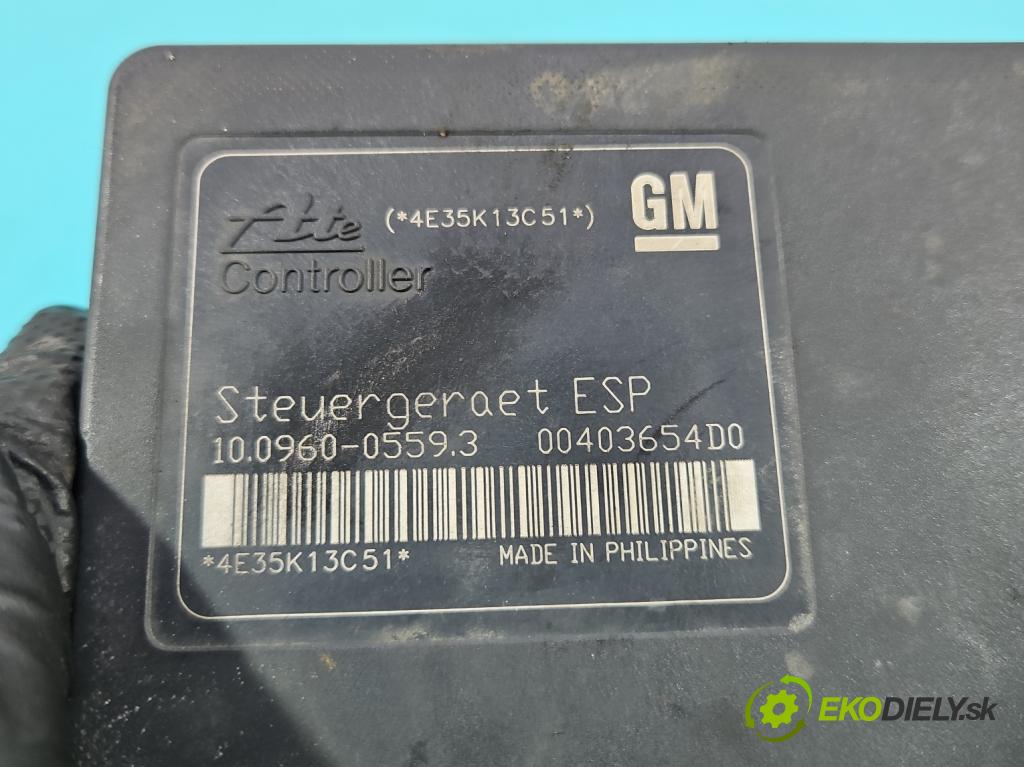 Ate (*4E35K13C51*) GM
Controller
Steuergeraet ESP
10.0960-0559.3 00403654D0
*4E35K13C51* MADE IN PHILIPPINES
EKODIELY.sk